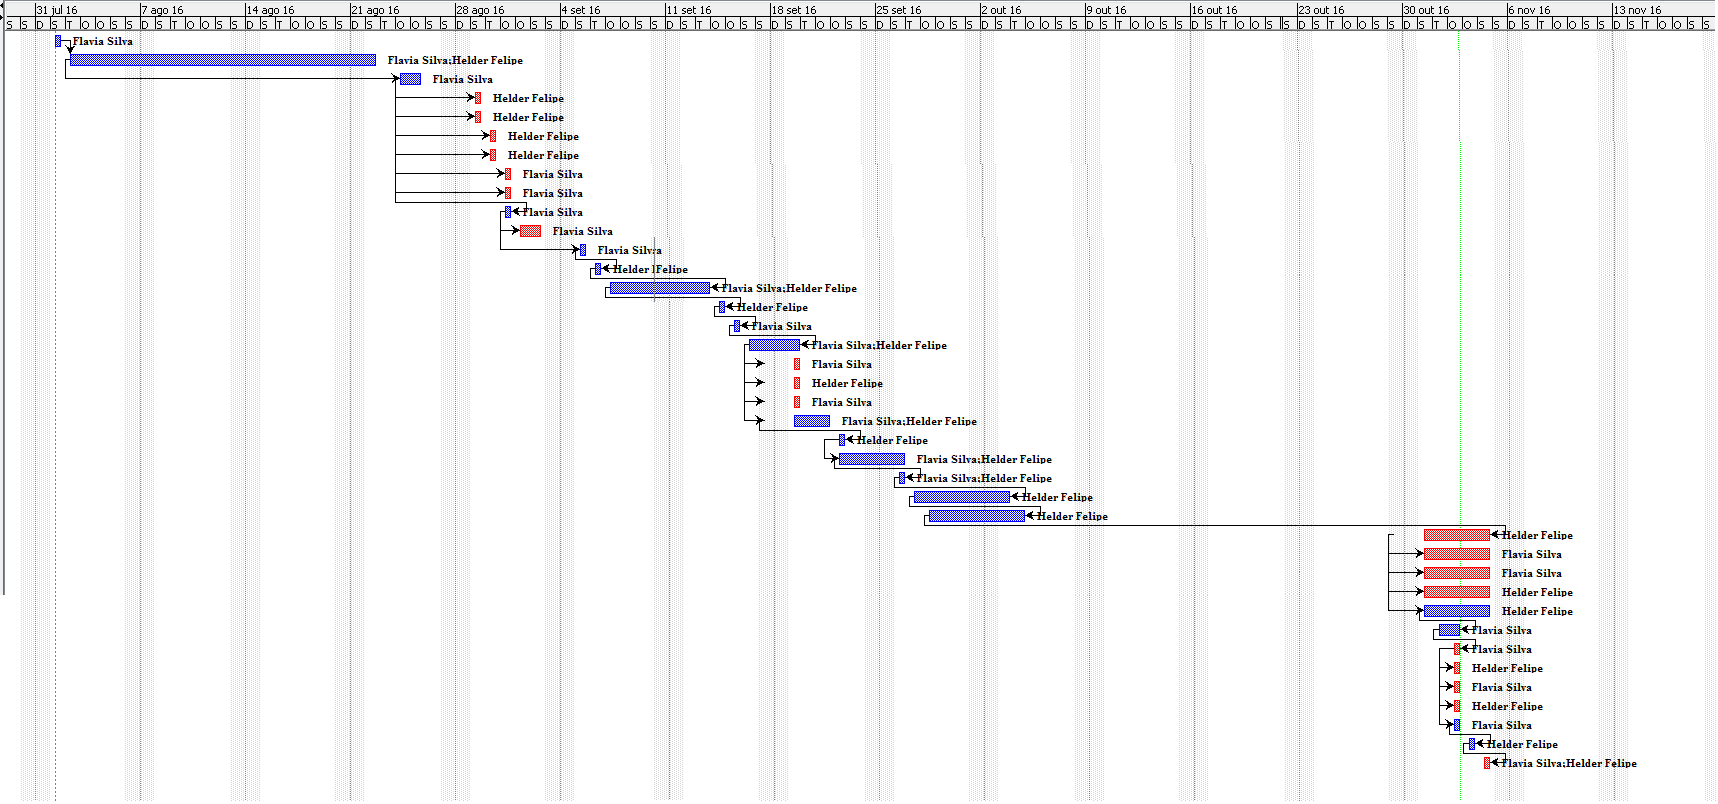 31 jul 16 7 ago 16 14 ago 16 21 ago 16 28 ago 16 4 set 16 11 set 16 18 set 16 25 set 16 2 out 16 9 out 16 16 out 16 23 out 16 30 out 16 6 nov 16 13 nov 16
S S D S T O O S S D S T O O S S D S T O O S S D S T O O S S D S T O O S S D S T O O S S D S T O O S S D S T O O S S D S T O O S S D S T O O S S D S T O O S S D S T O O S S D S T O O S S D S T O O S S D S T O O S S D S T O O S S
Flavia Silva
Flavia Silva;Helder Felipe
Flavia Silva
Helder Felipe
Helder Felipe
Helder Felipe
Helder Felipe
Flavia Silva
Flavia Silva
Flavia Silva
Flavia Silva
Flavia Silva
Helder Felipe
Flavia Silva;Helder Felipe
Helder Felipe
Flavia Silva
Flavia Silva;Helder Felipe
Flavia Silva
Helder Felipe
Flavia Silva
Flavia Silva;Helder Felipe
Helder Felipe
Flavia Silva;Helder Felipe
Flavia Silva;Helder Felipe
Helder Felipe
Helder Felipe
Helder Felipe
Flavia Silva
Flavia Silva
Helder Felipe
Helder Felipe
Flavia Silva
Flavia Silva
Helder Felipe
Flavia Silva
Helder Felipe
Flavia Silva
Helder Felipe
Flavia Silva;Helder Felipe